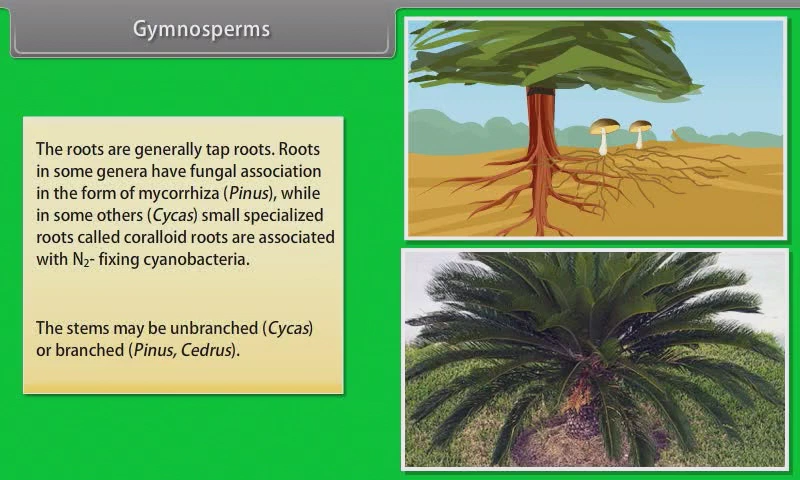 Gymnosperms
The roots are generally tap roots. Roots
in some genera have fungal association
in the form of mycorrhiza (Pinus), while
in some others (Cycas) small specialized
roots called coralloid roots are associated
with N₂- fixing cyanobacteria.
The stems may be unbranched (Cycas)
or branched (Pinus, Cedrus).